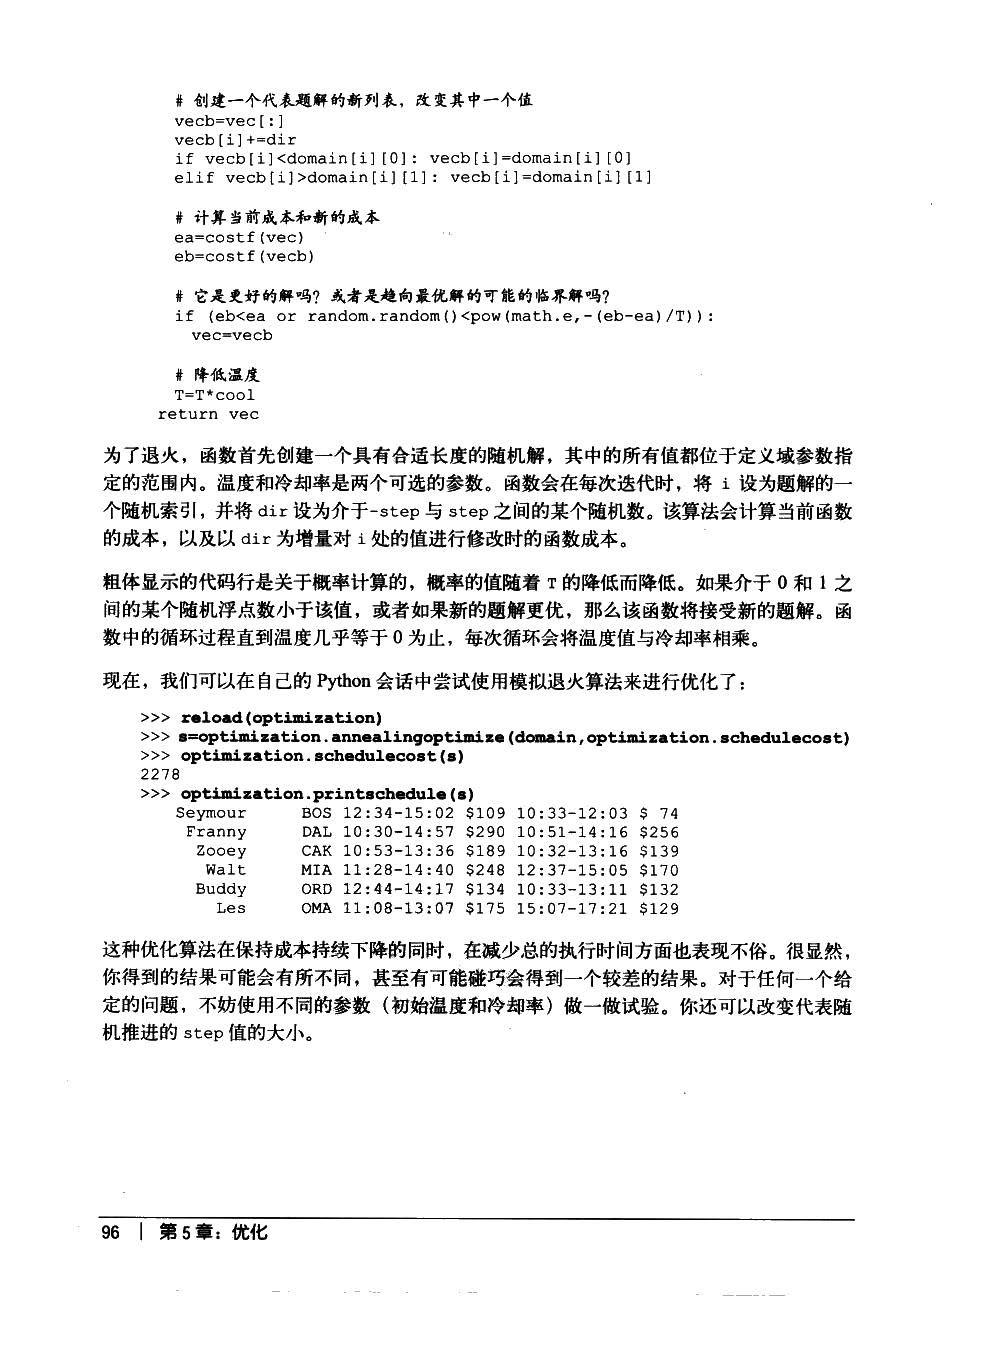 # 创建一个代表题解的新列表，改变其中一个值
vecb=vec[:]
vecb[i]+=dir
if vecb[i]<domain[i][0]: vecb[i]=domain[i][0]
elif vecb[i]>domain[i][1]: vecb[i]=domain[i][1]
# 计算当前成本和新的成本
ea=costf(vec)
eb=costf(vecb)
# 它是更好的解吗？或者是趋向最优解的可能的临界解吗？
if (eb<ea or random.random()<pow(math.e,-(eb-ea)/T)):
vec=vecb
# 降低温度
T=T*cool
return vec
为了退火，函数首先创建一个具有合适长度的随机解，其中的所有值都位于定义域参数指
定的范围内。温度和冷却率是两个可选的参数。函数会在每次迭代时，将 i 设为题解的一
个随机索引，并将 dir 设为介于-step 与 step 之间的某个随机数。该算法会计算当前函数
的成本，以及以 dir 为增量对 i 处的值进行修改时的函数成本。
粗体显示的代码行是关于概率计算的，概率的值随着 T 的降低而降低。如果介于 0 和 1 之
间的某个随机浮点数小于该值，或者如果新的题解更优，那么该函数将接受新的题解。函
数中的循环过程直到温度几乎等于 0 为止，每次循环会将温度值与冷却率相乘。
现在，我们可以在自己的 Python 会话中尝试使用模拟退火算法来进行优化了：
>>> reload(optimization)
>>> s=optimization.annealingoptimize(domain,optimization.schedulecost)
>>> optimization.schedulecost(s)
2278
>>> optimization.printschedule(s)
Seymour BOS 12:34-15:02 $109 10:33-12:03 $ 74
Franny DAL 10:30-14:57 $290 10:51-14:16 $256
Zooey CAK 10:53-13:36 $189 10:32-13:16 $139
Walt MIA 11:28-14:40 $248 12:37-15:05 $170
Buddy ORD 12:44-14:17 $134 10:33-13:11 $132
Les OMA 11:08-13:07 $175 15:07-17:21 $129
这种优化算法在保持成本持续下降的同时，在减少总的执行时间方面也表现不俗。很显然，
你得到的结果可能会有所不同，甚至有可能碰巧会得到一个较差的结果。对于任何一个给
定的问题，不妨使用不同的参数（初始温度和冷却率）做一做试验。你还可以改变代表随
机推进的 step 值的大小。
96 | 第 5 章：优化